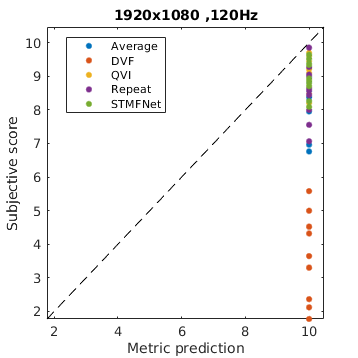 1920x1080 ,120Hz
10
9
8
7
6
5
4
3
2
Subjective score
Average
DVF
QVI
Repeat
STMFNet
2 4 6 8 10
Metric prediction